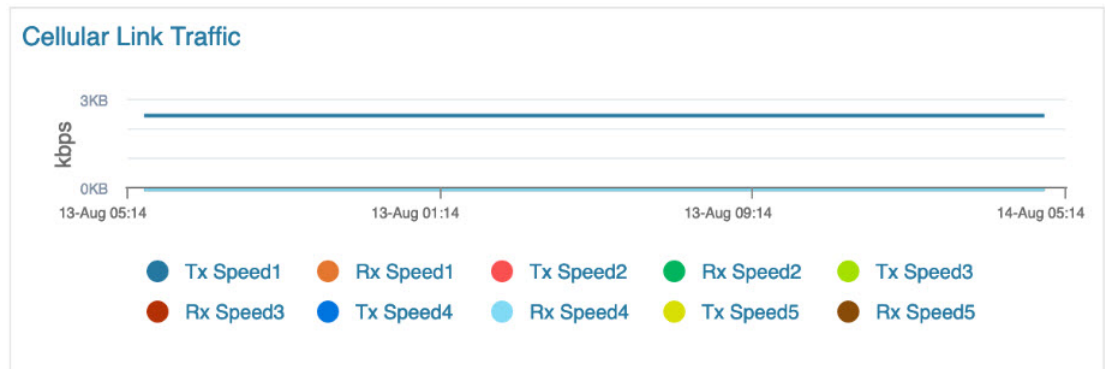 Cellular Link Traffic
3KB
kbps
0KB
13-Aug 05:14 13-Aug 01:14 13-Aug 09:14 14-Aug 05:14
Tx Speed1 Rx Speed1 Tx Speed2 Rx Speed2 Tx Speed3
Rx Speed3 Tx Speed4 Rx Speed4 Tx Speed5 Rx Speed5